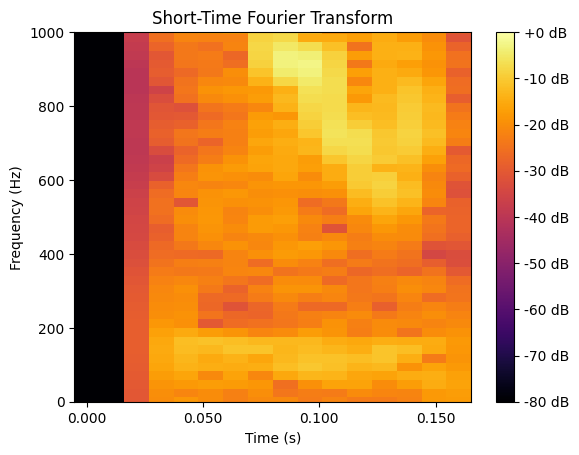 Short-Time Fourier Transform
1000
800
600
400
200
0
Frequency (Hz)
0.000
0.050
0.100
0.150
Time (s)
+0 dB
-10 dB
-20 dB
-30 dB
-40 dB
-50 dB
-60 dB
-70 dB
-80 dB